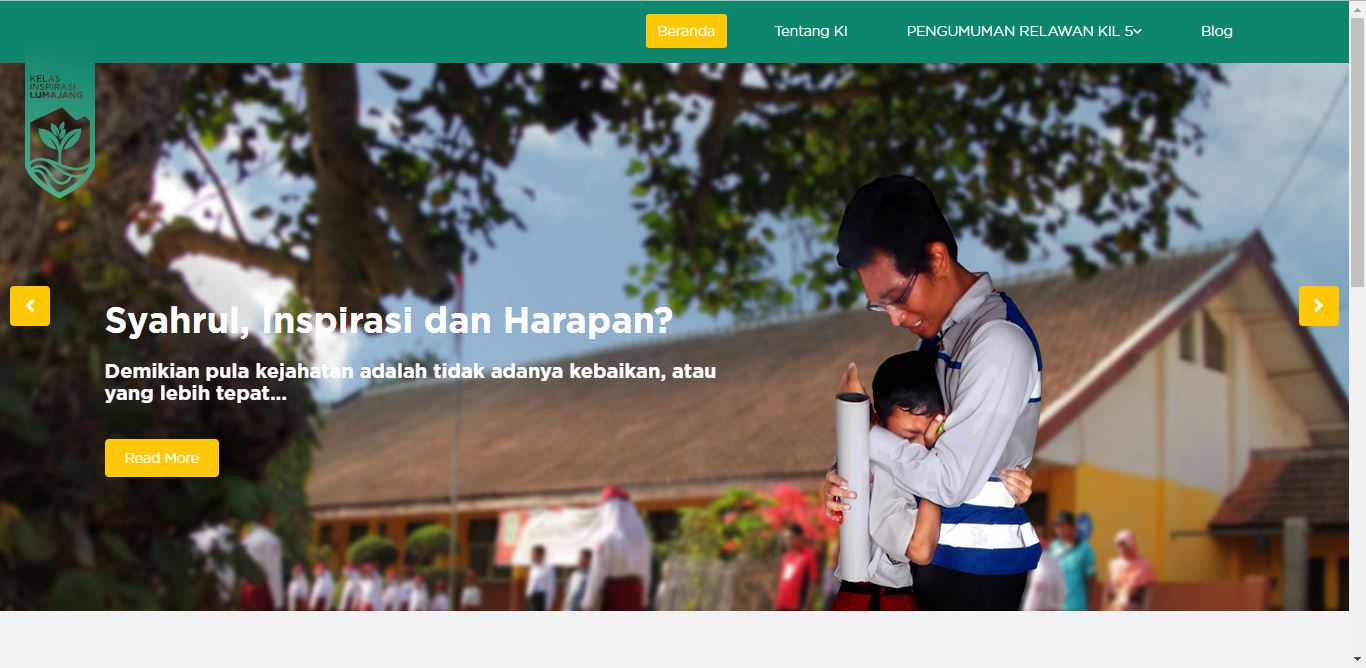 Beranda
Tentang KI
PENGUMUMAN RELAWAN KIL 5
Blog
KELAS
INSPIRASI
LUMAJANG
Syahrul, Inspirasi dan Harapan?
Demikian pula kejahatan adalah tidak adanya kebaikan, atau
yang lebih tepat...
Read More